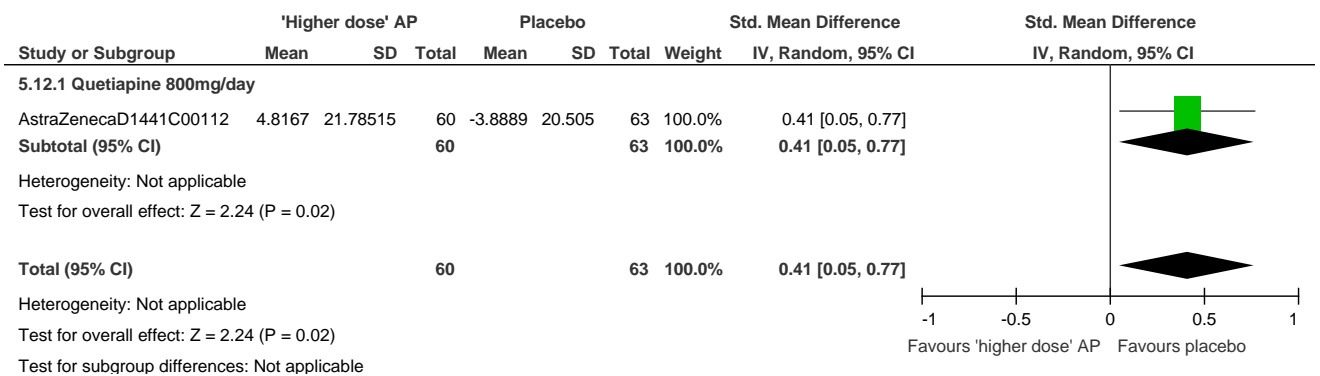 'Higher dose' AP Placebo Std. Mean Difference Std. Mean Difference
Study or Subgroup Mean SD Total Mean SD Total Weight IV, Random, 95% CI IV, Random, 95% CI
5.12.1 Quetiapine 800mg/day
AstraZenecaD1441C00112 4.8167 21.78515 60 -3.8889 20.505 63 100.0% 0.41 [0.05, 0.77]
Subtotal (95% CI) 60 63 100.0% 0.41 [0.05, 0.77]
Heterogeneity: Not applicable
Test for overall effect: Z = 2.24 (P = 0.02)
Total (95% CI) 60 63 100.0% 0.41 [0.05, 0.77]
Heterogeneity: Not applicable
Test for overall effect: Z = 2.24 (P = 0.02)
Test for subgroup differences: Not applicable
-1 -0.5 0 0.5 1
Favours 'higher dose' AP Favours placebo